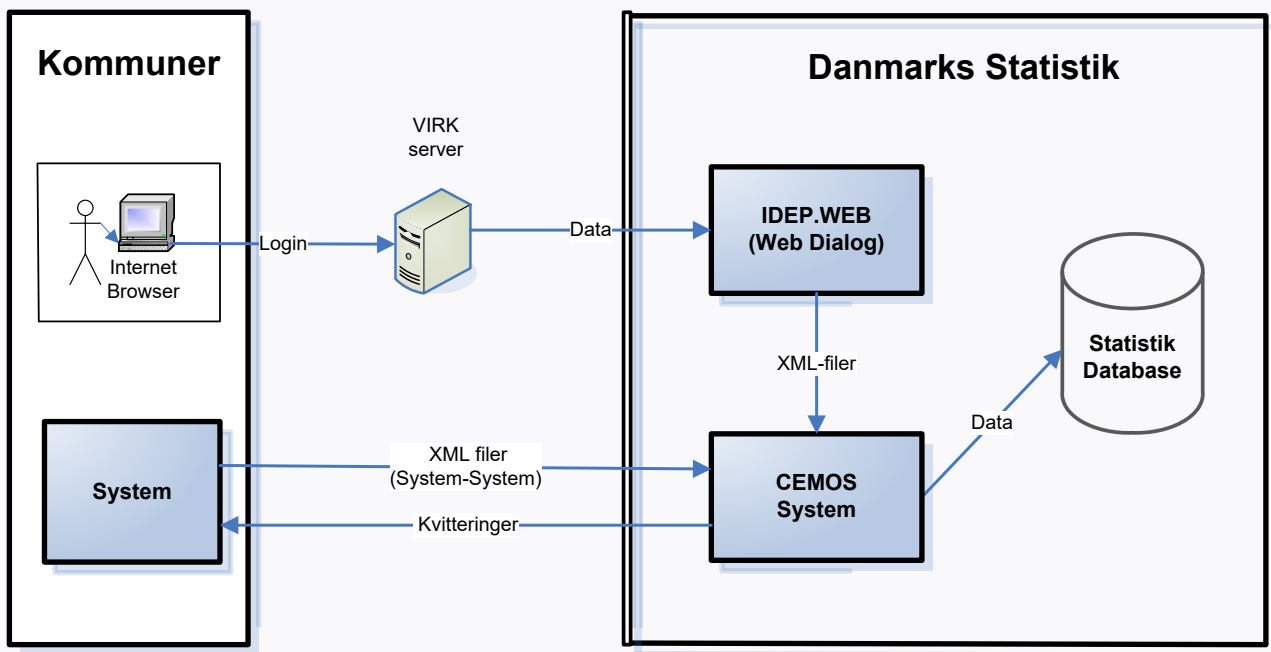 Kommuner
Danmarks Statistik
VIRK
server
Internet
Browser
Login
Data
IDEP.WEB
(Web Dialog)
XML-filer
Statistik
Database
Data
System
XML filer
(System-System)
Kvitteringer
CEMOS
System